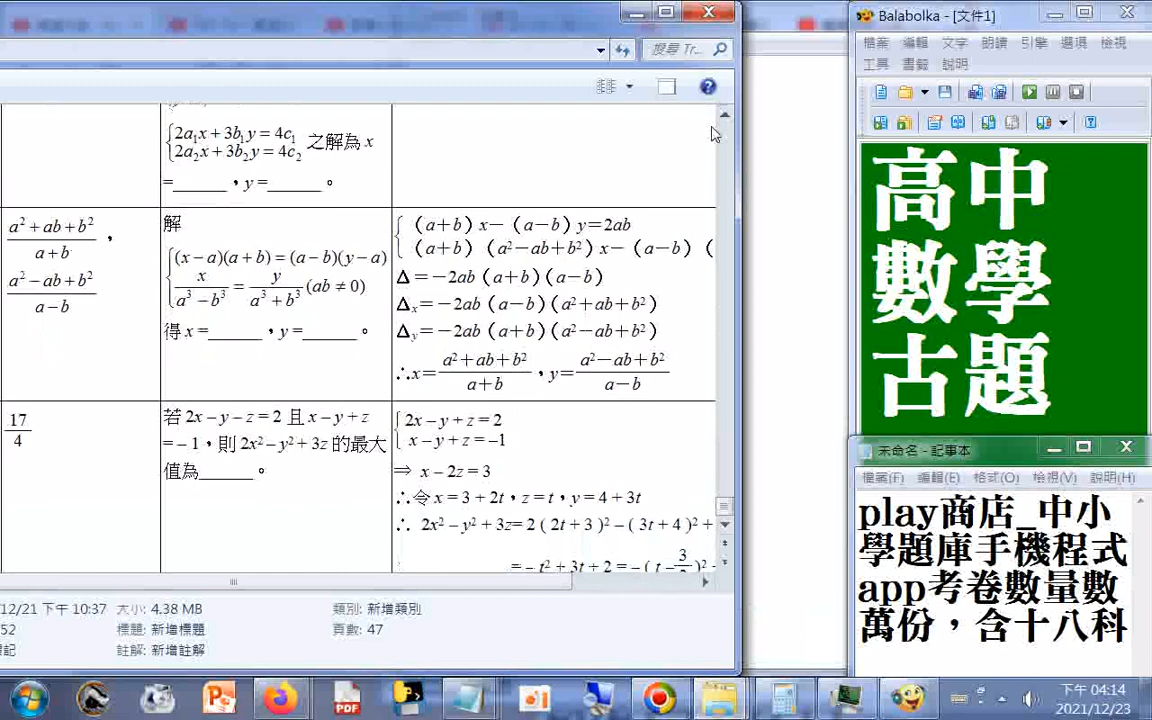 搜尋 Tr...
2a₁x + 3b₁y = 4c₁
2a₂x + 3b₂y = 4c₂ 之解為 x
=______，y =______。
(a² + ab + b²)/(a + b)，
(a² − ab + b²)/(a − b)
解
(x − a)(a + b) = (a − b)(y − a)
x/(a³ − b³) = y/(a³ + b³) (ab ≠ 0)
得 x =______，y =______。
(a+b) x−(a−b) y=2ab
(a+b) (a²−ab+b²) x−(a−b) (
Δ=−2ab (a+b)(a−b)
Δₓ=−2ab (a−b)(a²+ab+b²)
Δᵧ=−2ab (a+b)(a²−ab+b²)
∴x=(a²+ab+b²)/(a+b)，y=(a²−ab+b²)/(a−b)
17/4
若 2x − y − z = 2 且 x − y + z
= − 1，則 2x² − y² + 3z 的最大
值為______。
2x − y + z = 2
x − y + z = −1
⇒ x − 2z = 3
∴令 x = 3 + 2t，z = t，y = 4 + 3t
∴ 2x² − y² + 3z= 2 ( 2t + 3 )² − ( 3t + 4 )² +
= − t² + 3t + 2 = − ( t − 3/
12/21 下午 10:37 大小: 4.38 MB 類別: 新增類別
52 標題: 新增標題 頁數: 47
記 註解: 新增註解
Balabolka - [文件1]
檔案 編輯 文字 朗讀 引擎 選項 檢視
工具 書籤 說明
高中
數學
古題
未命名 - 記事本
檔案(F) 編輯(E) 格式(O) 檢視(V) 說明(H)
play商店_中小
學題庫手機程式
app考卷數量數
萬份，含十八科
PDF
下午 04:14
2021/12/23